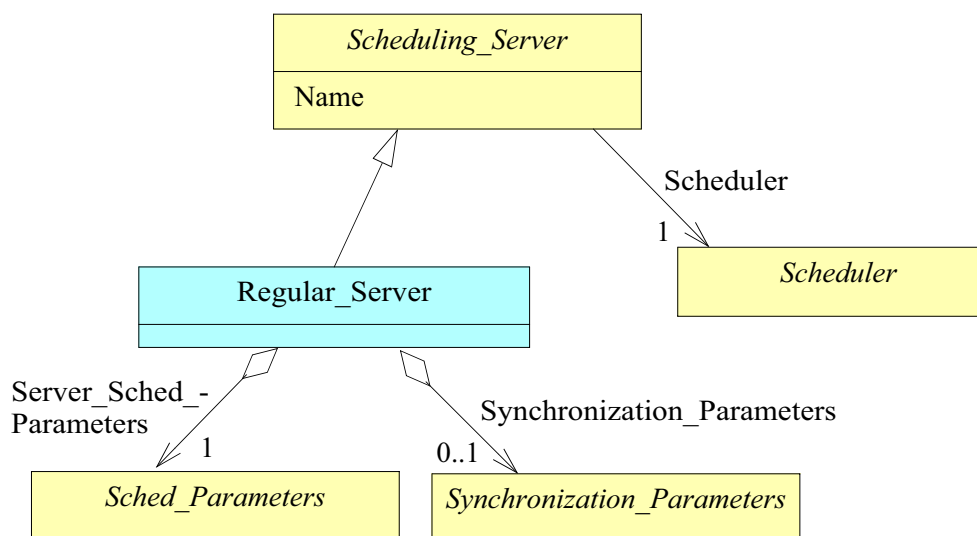 Scheduling_Server
Name
Scheduler
1
Scheduler
Regular_Server
Server_Sched_-
Parameters
1
Synchronization_Parameters
0..1
Sched_Parameters
Synchronization_Parameters